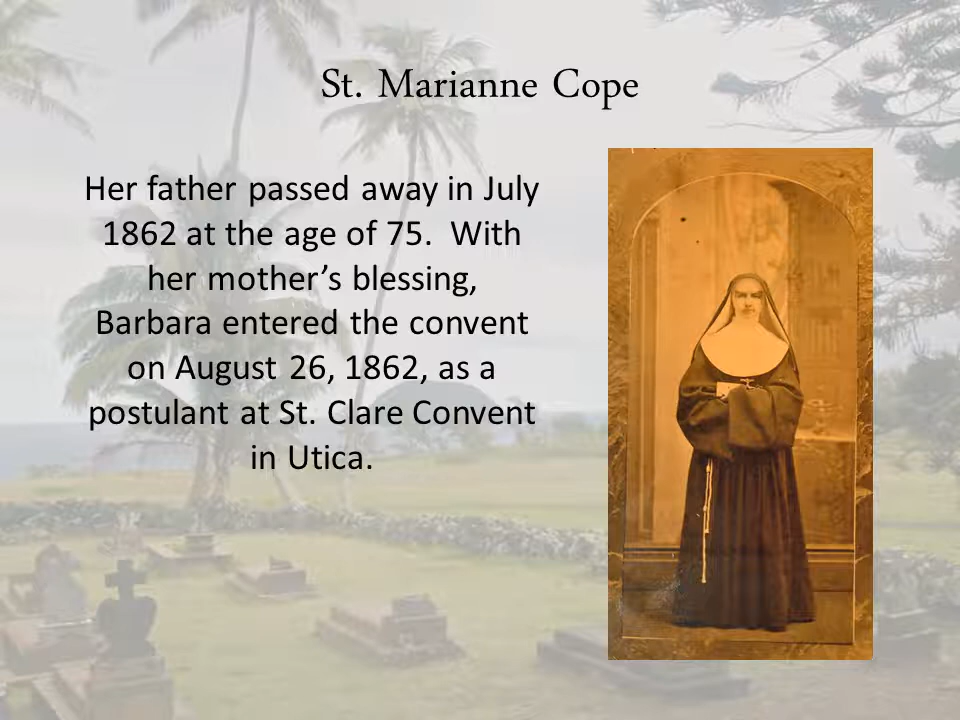 St. Marianne Cope
Her father passed away in July
1862 at the age of 75.  With
her mother’s blessing,
Barbara entered the convent
on August 26, 1862, as a
postulant at St. Clare Convent
in Utica.